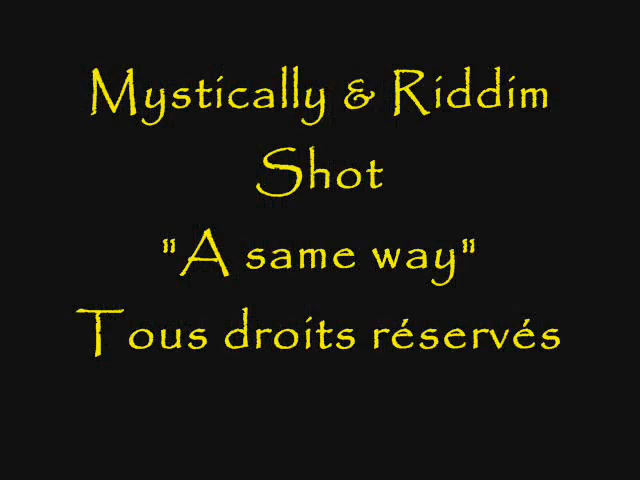 Mystically & Riddim
Shot
"A same way"
Tous droits réservés